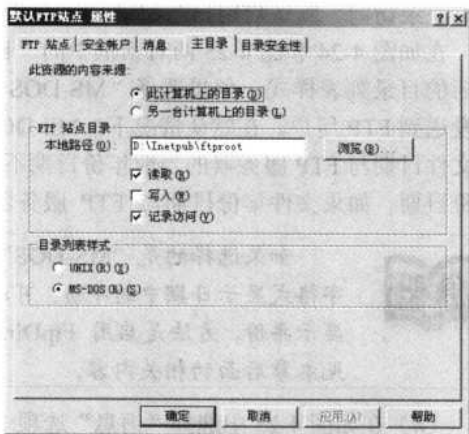 默认FTP站点 属性
FTP 站点 安全帐户 消息 主目录 目录安全性
此资源的内容来源:
此计算机上的目录(D)
另一台计算机上的目录(L)
FTP 站点目录
本地路径(O): D:\Inetpub\ftproot 浏览(B)...
读取(R)
写入(W)
记录访问(V)
目录列表样式
UNIX(R)(X)
MS-DOS(R)(S)
确定 取消 应用(A) 帮助